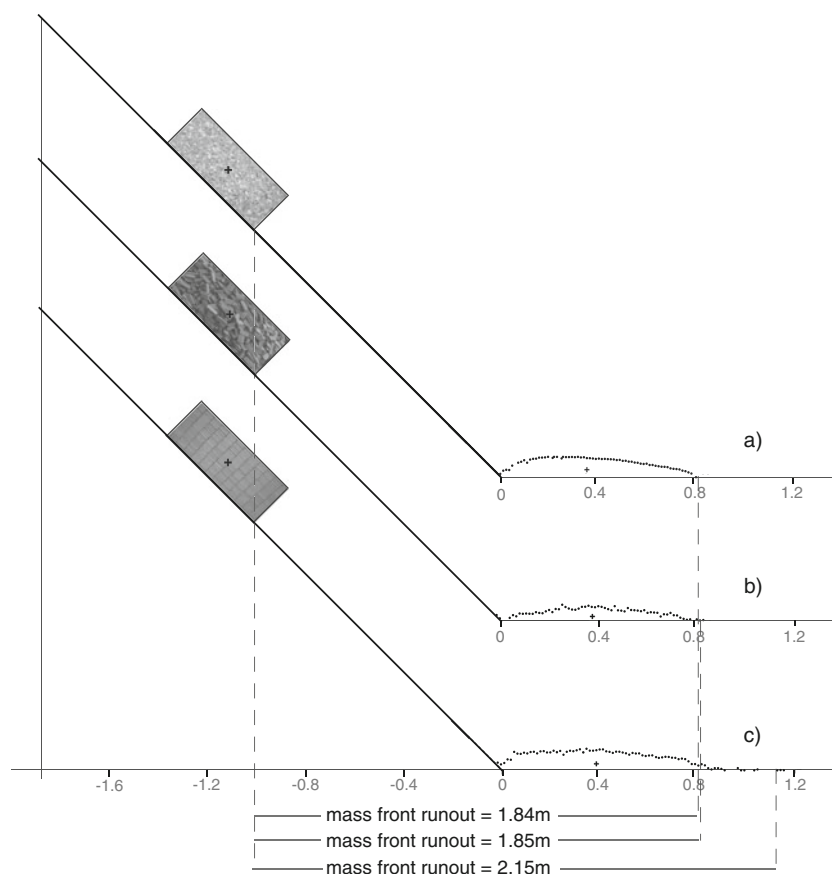 a)
0 0.4 0.8 1.2
b)
0 0.4 0.8 1.2
c)
-1.6 -1.2 -0.8 -0.4 0 0.4 0.8 1.2
mass front runout = 1.84m
mass front runout = 1.85m
mass front runout = 2.15m